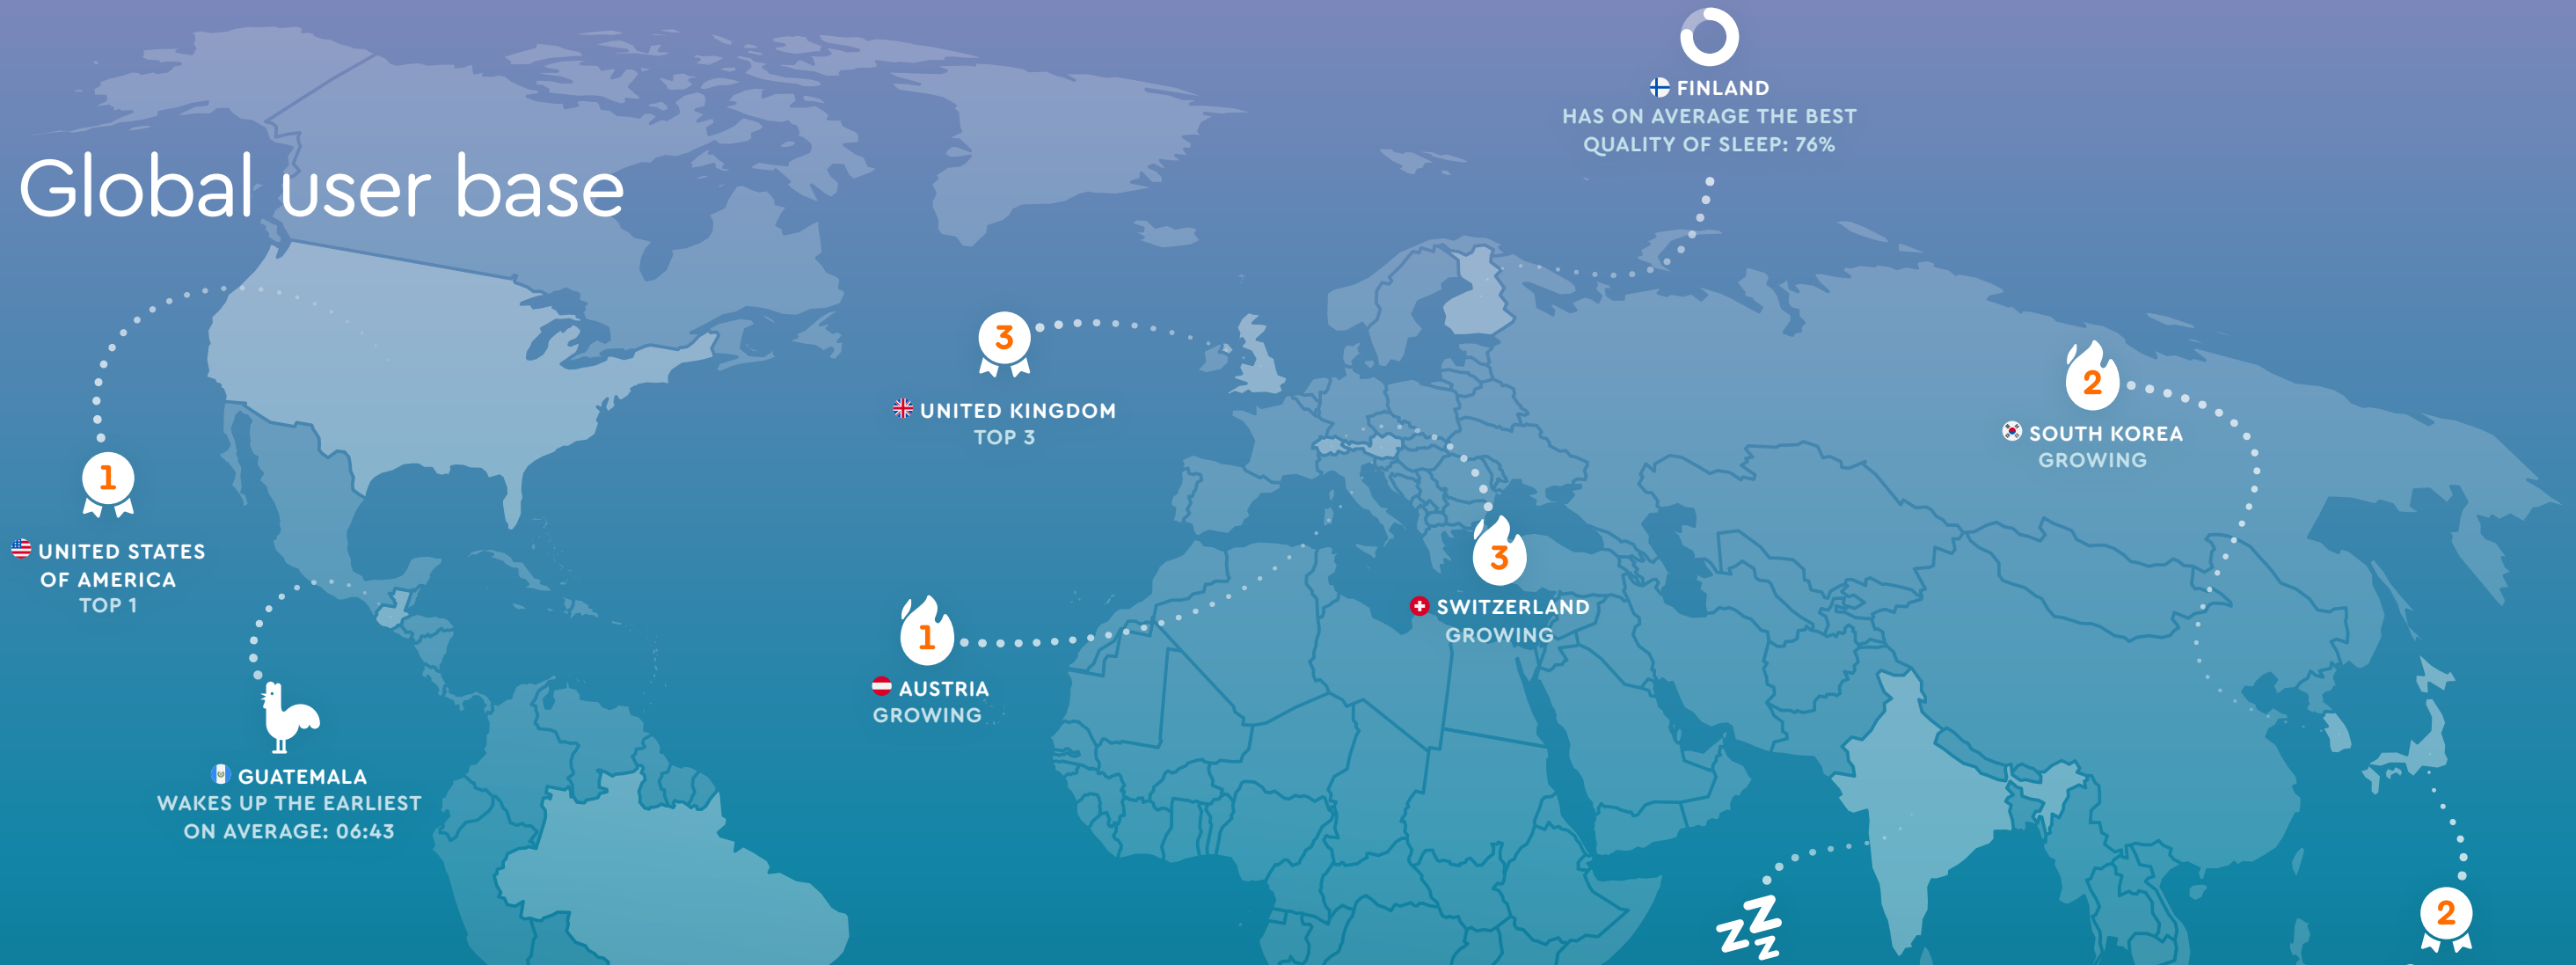 Global user base
FINLAND
HAS ON AVERAGE THE BEST
QUALITY OF SLEEP: 76%
3
UNITED KINGDOM
TOP 3
2
SOUTH KOREA
GROWING
1
UNITED STATES
OF AMERICA
TOP 1
3
SWITZERLAND
GROWING
1
AUSTRIA
GROWING
GUATEMALA
WAKES UP THE EARLIEST
ON AVERAGE: 06:43
zZz
2